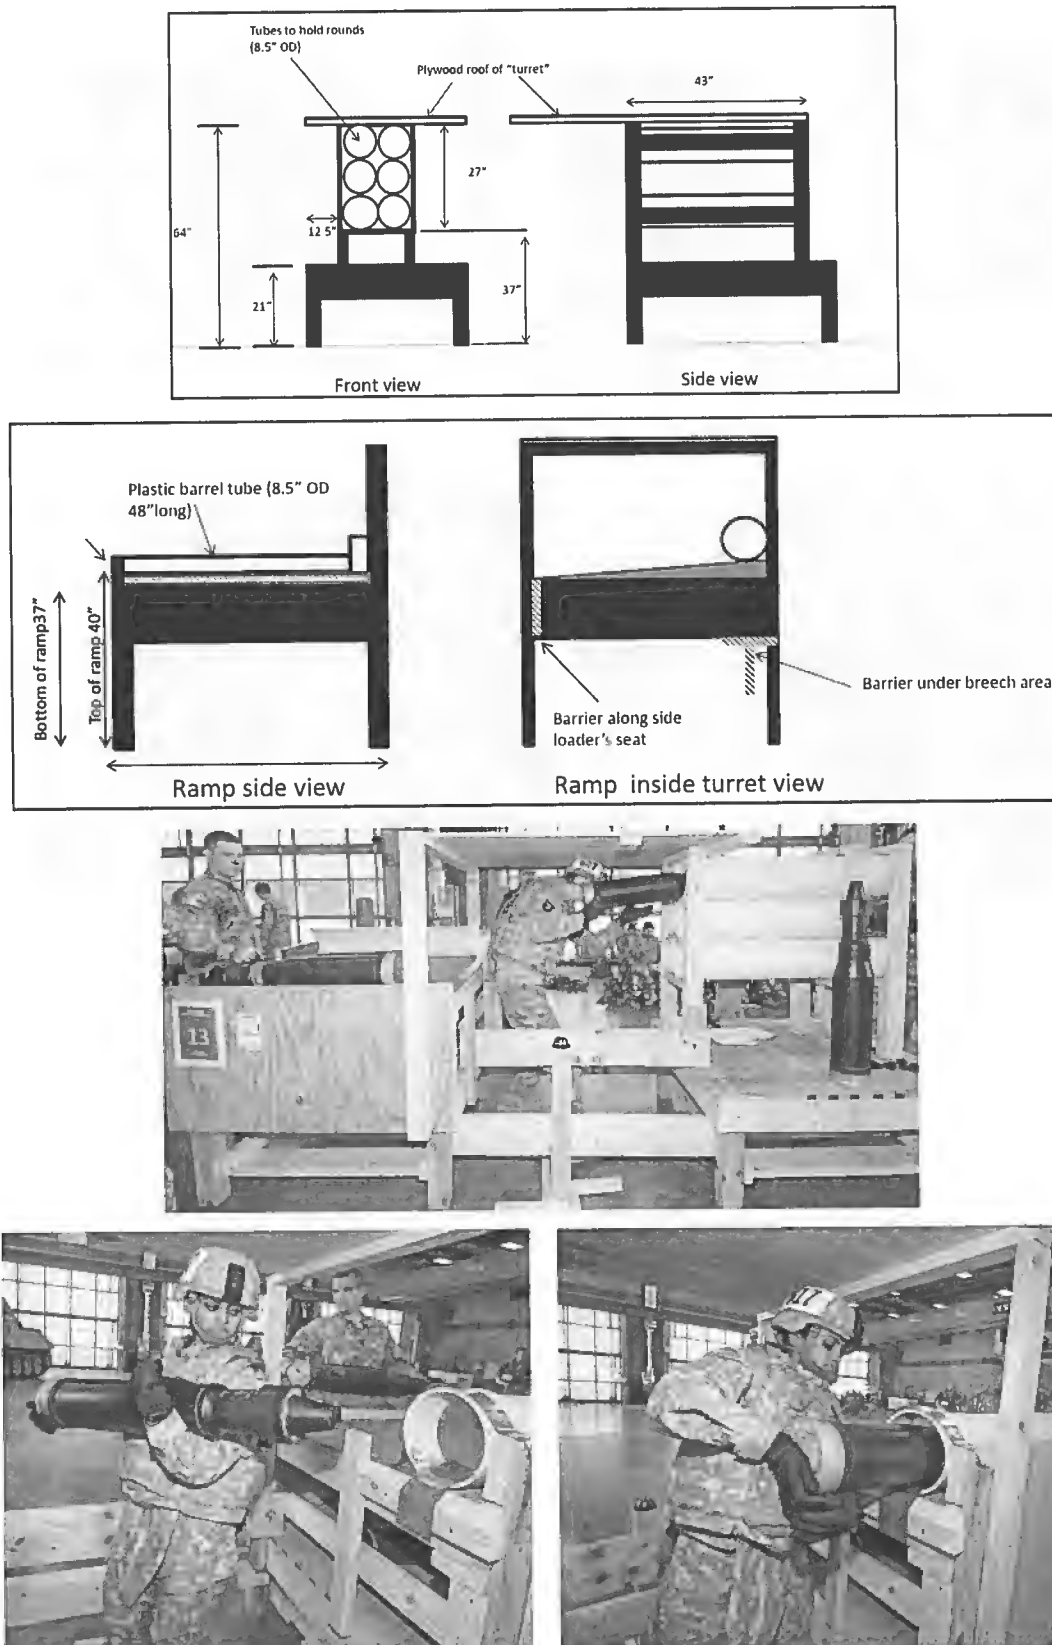 Tubes to hold rounds
(8.5" OD)
Plywood roof of "turret"
43"
27"
64"
12 5"
37"
21"
Front view
Side view
Plastic barrel tube (8.5" OD
48"long)
Bottom of ramp37"
Top of ramp 40"
Barrier under breech area
Barrier along side
loader's seat
Ramp side view
Ramp inside turret view
13